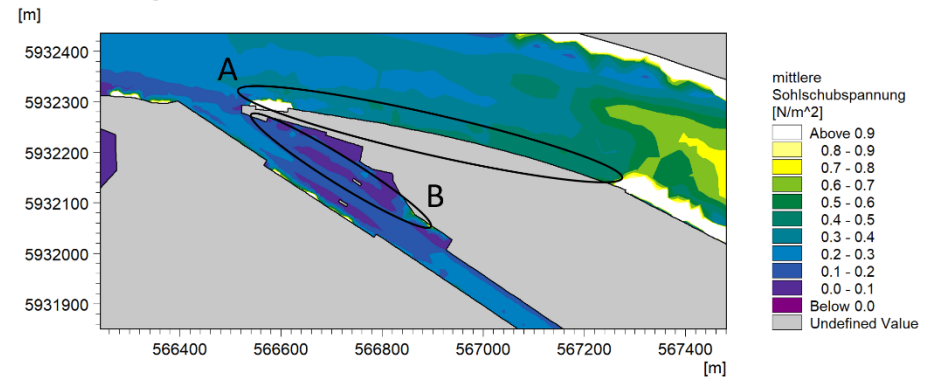 [m]
5932400
5932300
5932200
5932100
5932000
5931900
A
B
566400
566600
566800
567000
567200
567400
[m]
mittlere
Sohlschubspannung
[N/m^2]
Above 0.9
0.8 - 0.9
0.7 - 0.8
0.6 - 0.7
0.5 - 0.6
0.4 - 0.5
0.3 - 0.4
0.2 - 0.3
0.1 - 0.2
0.0 - 0.1
Below 0.0
Undefined Value